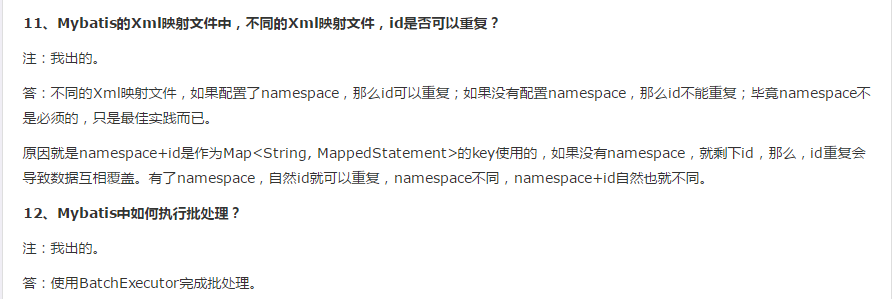 11、Mybatis的Xml映射文件中，不同的Xml映射文件，id是否可以重复？
注：我出的。
答：不同的Xml映射文件，如果配置了namespace，那么id可以重复；如果没有配置namespace，那么id不能重复；毕竟namespace不
是必须的，只是最佳实践而已。
原因就是namespace+id是作为Map<String, MappedStatement>的key使用的，如果没有namespace，就剩下id，那么，id重复会
导致数据互相覆盖。有了namespace，自然id就可以重复，namespace不同，namespace+id自然也就不同。
12、Mybatis中如何执行批处理？
注：我出的。
答：使用BatchExecutor完成批处理。